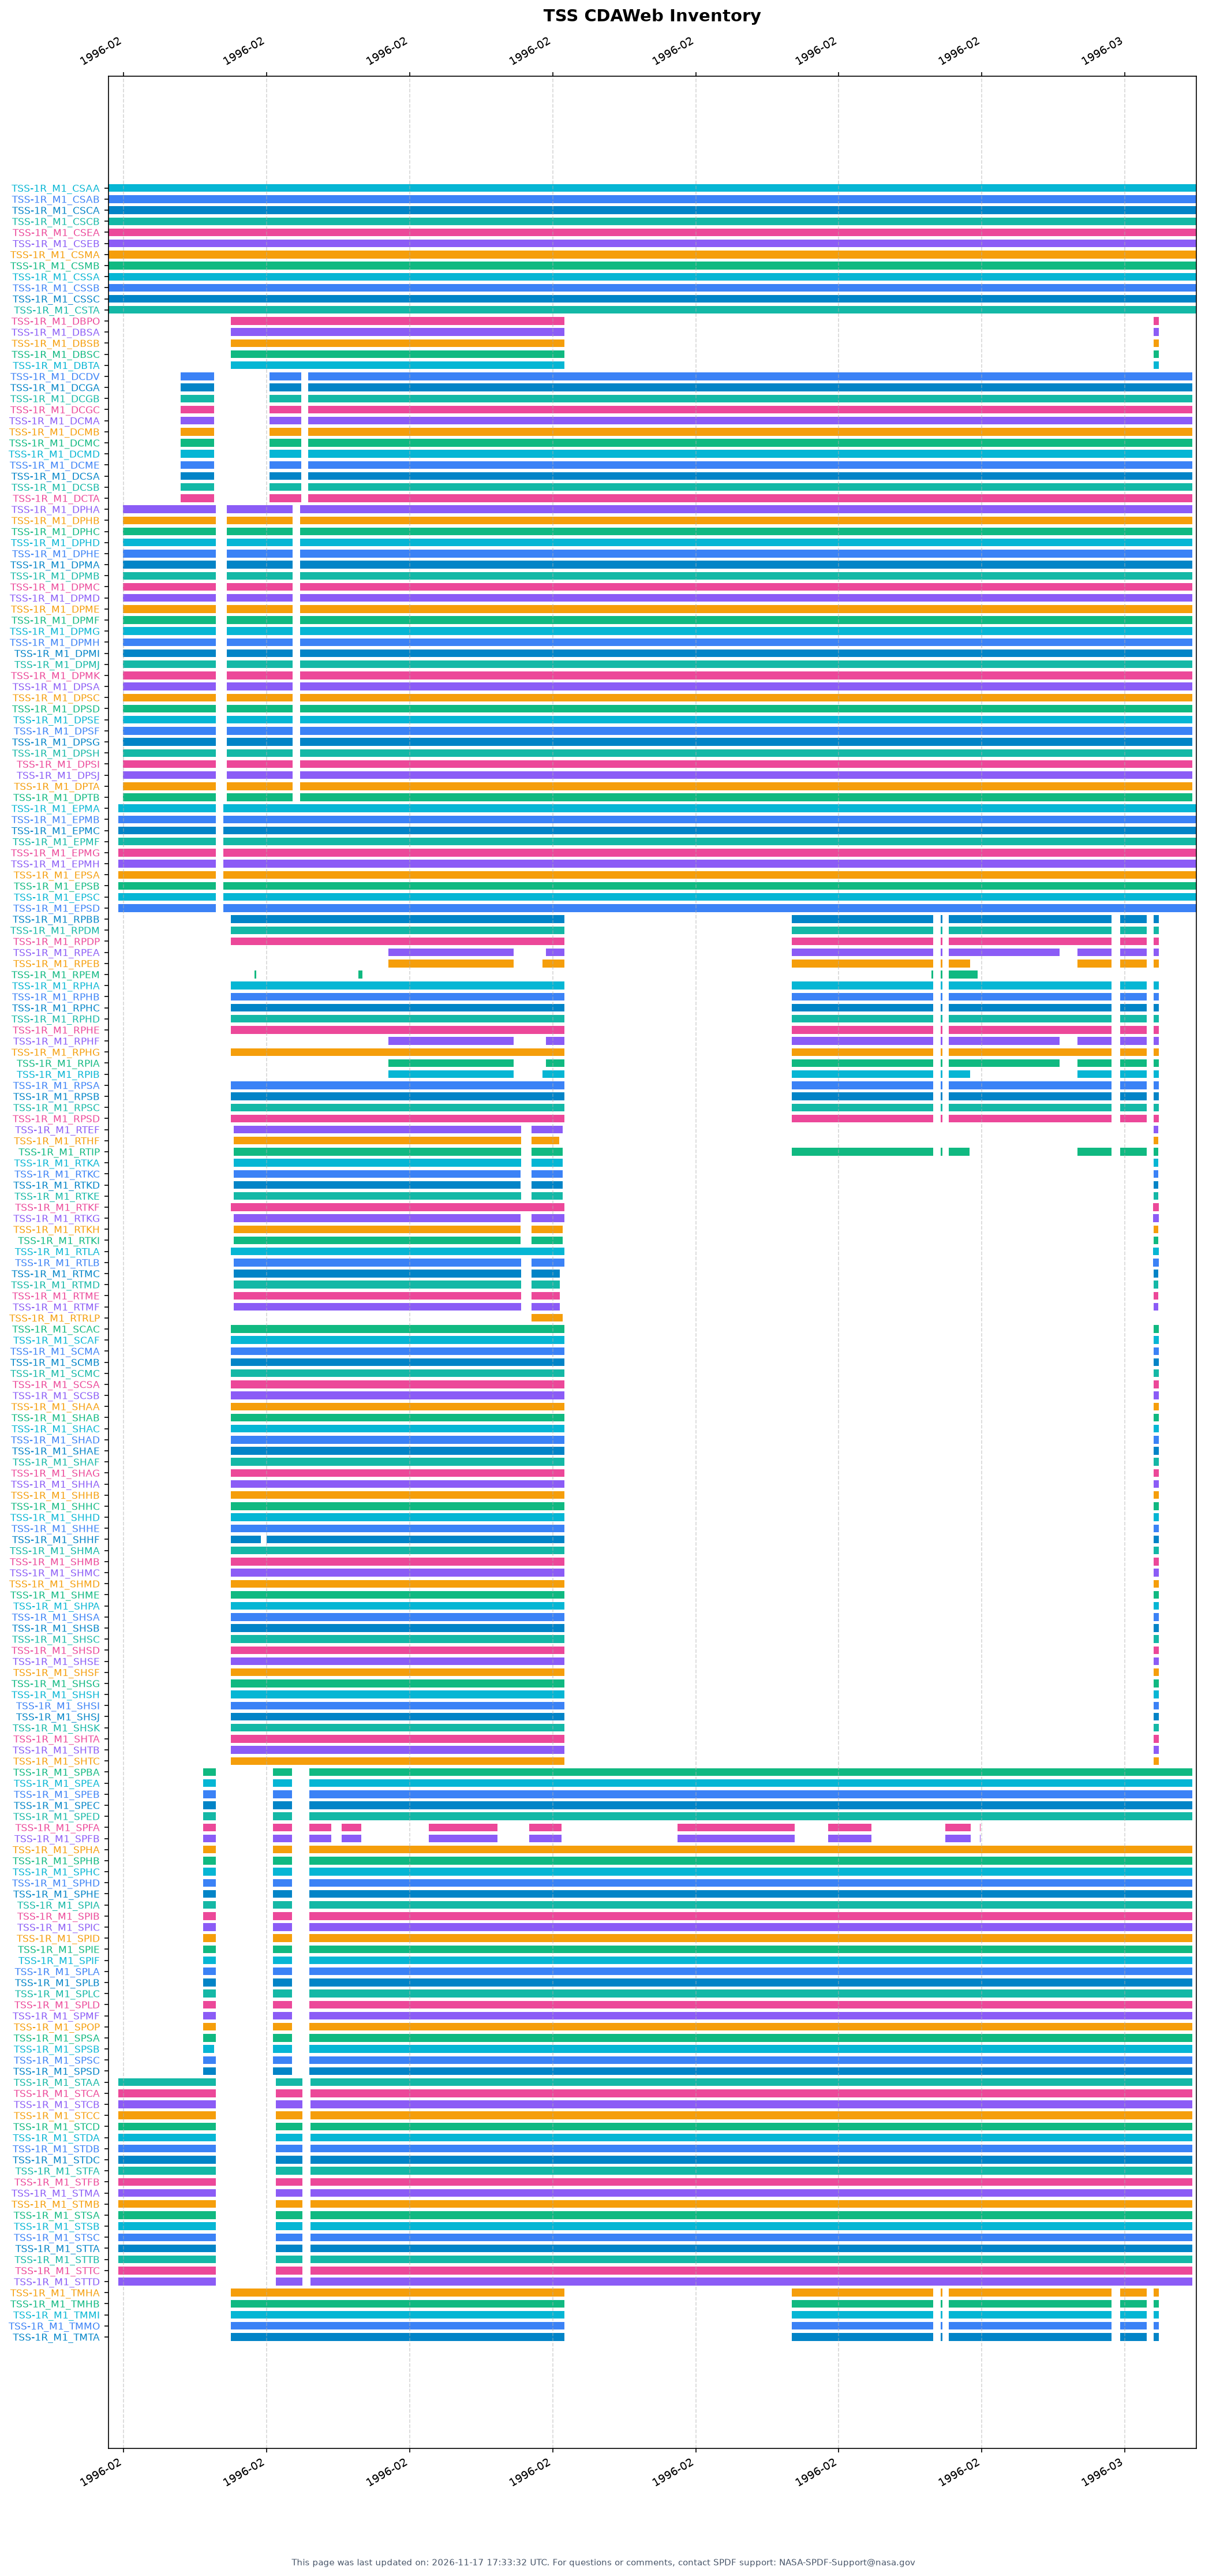 TSS CDAWeb Inventory
1996-02 1996-02 1996-02 1996-02 1996-02 1996-02 1996-02 1996-03
TSS-1R_M1_CSAA
TSS-1R_M1_CSAB
TSS-1R_M1_CSCA
TSS-1R_M1_CSCB
TSS-1R_M1_CSEA
TSS-1R_M1_CSEB
TSS-1R_M1_CSMA
TSS-1R_M1_CSMB
TSS-1R_M1_CSSA
TSS-1R_M1_CSSB
TSS-1R_M1_CSSC
TSS-1R_M1_CSTA
TSS-1R_M1_DBPO
TSS-1R_M1_DBSA
TSS-1R_M1_DBSB
TSS-1R_M1_DBSC
TSS-1R_M1_DBTA
TSS-1R_M1_DCDV
TSS-1R_M1_DCGA
TSS-1R_M1_DCGB
TSS-1R_M1_DCGC
TSS-1R_M1_DCMA
TSS-1R_M1_DCMB
TSS-1R_M1_DCMC
TSS-1R_M1_DCMD
TSS-1R_M1_DCME
TSS-1R_M1_DCSA
TSS-1R_M1_DCSB
TSS-1R_M1_DCTA
TSS-1R_M1_DPHA
TSS-1R_M1_DPHB
TSS-1R_M1_DPHC
TSS-1R_M1_DPHD
TSS-1R_M1_DPHE
TSS-1R_M1_DPMA
TSS-1R_M1_DPMB
TSS-1R_M1_DPMC
TSS-1R_M1_DPMD
TSS-1R_M1_DPME
TSS-1R_M1_DPMF
TSS-1R_M1_DPMG
TSS-1R_M1_DPMH
TSS-1R_M1_DPMI
TSS-1R_M1_DPMJ
TSS-1R_M1_DPMK
TSS-1R_M1_DPSA
TSS-1R_M1_DPSC
TSS-1R_M1_DPSD
TSS-1R_M1_DPSE
TSS-1R_M1_DPSF
TSS-1R_M1_DPSG
TSS-1R_M1_DPSH
TSS-1R_M1_DPSI
TSS-1R_M1_DPSJ
TSS-1R_M1_DPTA
TSS-1R_M1_DPTB
TSS-1R_M1_EPMA
TSS-1R_M1_EPMB
TSS-1R_M1_EPMC
TSS-1R_M1_EPMF
TSS-1R_M1_EPMG
TSS-1R_M1_EPMH
TSS-1R_M1_EPSA
TSS-1R_M1_EPSB
TSS-1R_M1_EPSC
TSS-1R_M1_EPSD
TSS-1R_M1_RPBB
TSS-1R_M1_RPDM
TSS-1R_M1_RPDP
TSS-1R_M1_RPEA
TSS-1R_M1_RPEB
TSS-1R_M1_RPEM
TSS-1R_M1_RPHA
TSS-1R_M1_RPHB
TSS-1R_M1_RPHC
TSS-1R_M1_RPHD
TSS-1R_M1_RPHE
TSS-1R_M1_RPHF
TSS-1R_M1_RPHG
TSS-1R_M1_RPIA
TSS-1R_M1_RPIB
TSS-1R_M1_RPSA
TSS-1R_M1_RPSB
TSS-1R_M1_RPSC
TSS-1R_M1_RPSD
TSS-1R_M1_RTEF
TSS-1R_M1_RTHF
TSS-1R_M1_RTIP
TSS-1R_M1_RTKA
TSS-1R_M1_RTKC
TSS-1R_M1_RTKD
TSS-1R_M1_RTKE
TSS-1R_M1_RTKF
TSS-1R_M1_RTKG
TSS-1R_M1_RTKH
TSS-1R_M1_RTKI
TSS-1R_M1_RTLA
TSS-1R_M1_RTLB
TSS-1R_M1_RTMC
TSS-1R_M1_RTMD
TSS-1R_M1_RTME
TSS-1R_M1_RTMF
TSS-1R_M1_RTRLP
TSS-1R_M1_SCAC
TSS-1R_M1_SCAF
TSS-1R_M1_SCMA
TSS-1R_M1_SCMB
TSS-1R_M1_SCMC
TSS-1R_M1_SCSA
TSS-1R_M1_SCSB
TSS-1R_M1_SHAA
TSS-1R_M1_SHAB
TSS-1R_M1_SHAC
TSS-1R_M1_SHAD
TSS-1R_M1_SHAE
TSS-1R_M1_SHAF
TSS-1R_M1_SHAG
TSS-1R_M1_SHHA
TSS-1R_M1_SHHB
TSS-1R_M1_SHHC
TSS-1R_M1_SHHD
TSS-1R_M1_SHHE
TSS-1R_M1_SHHF
TSS-1R_M1_SHMA
TSS-1R_M1_SHMB
TSS-1R_M1_SHMC
TSS-1R_M1_SHMD
TSS-1R_M1_SHME
TSS-1R_M1_SHPA
TSS-1R_M1_SHSA
TSS-1R_M1_SHSB
TSS-1R_M1_SHSC
TSS-1R_M1_SHSD
TSS-1R_M1_SHSE
TSS-1R_M1_SHSF
TSS-1R_M1_SHSG
TSS-1R_M1_SHSH
TSS-1R_M1_SHSI
TSS-1R_M1_SHSJ
TSS-1R_M1_SHSK
TSS-1R_M1_SHTA
TSS-1R_M1_SHTB
TSS-1R_M1_SHTC
TSS-1R_M1_SPBA
TSS-1R_M1_SPEA
TSS-1R_M1_SPEB
TSS-1R_M1_SPEC
TSS-1R_M1_SPED
TSS-1R_M1_SPFA
TSS-1R_M1_SPFB
TSS-1R_M1_SPHA
TSS-1R_M1_SPHB
TSS-1R_M1_SPHC
TSS-1R_M1_SPHD
TSS-1R_M1_SPHE
TSS-1R_M1_SPIA
TSS-1R_M1_SPIB
TSS-1R_M1_SPIC
TSS-1R_M1_SPID
TSS-1R_M1_SPIE
TSS-1R_M1_SPIF
TSS-1R_M1_SPLA
TSS-1R_M1_SPLB
TSS-1R_M1_SPLC
TSS-1R_M1_SPLD
TSS-1R_M1_SPMF
TSS-1R_M1_SPOP
TSS-1R_M1_SPSA
TSS-1R_M1_SPSB
TSS-1R_M1_SPSC
TSS-1R_M1_SPSD
TSS-1R_M1_STAA
TSS-1R_M1_STCA
TSS-1R_M1_STCB
TSS-1R_M1_STCC
TSS-1R_M1_STCD
TSS-1R_M1_STDA
TSS-1R_M1_STDB
TSS-1R_M1_STDC
TSS-1R_M1_STFA
TSS-1R_M1_STFB
TSS-1R_M1_STMA
TSS-1R_M1_STMB
TSS-1R_M1_STSA
TSS-1R_M1_STSB
TSS-1R_M1_STSC
TSS-1R_M1_STTA
TSS-1R_M1_STTB
TSS-1R_M1_STTC
TSS-1R_M1_STTD
TSS-1R_M1_TMHA
TSS-1R_M1_TMHB
TSS-1R_M1_TMMI
TSS-1R_M1_TMMO
TSS-1R_M1_TMTA
1996-02 1996-02 1996-02 1996-02 1996-02 1996-02 1996-02 1996-03
This page was last updated on: 2026-11-17 17:33:32 UTC. For questions or comments, contact SPDF support: NASA-SPDF-Support@nasa.gov